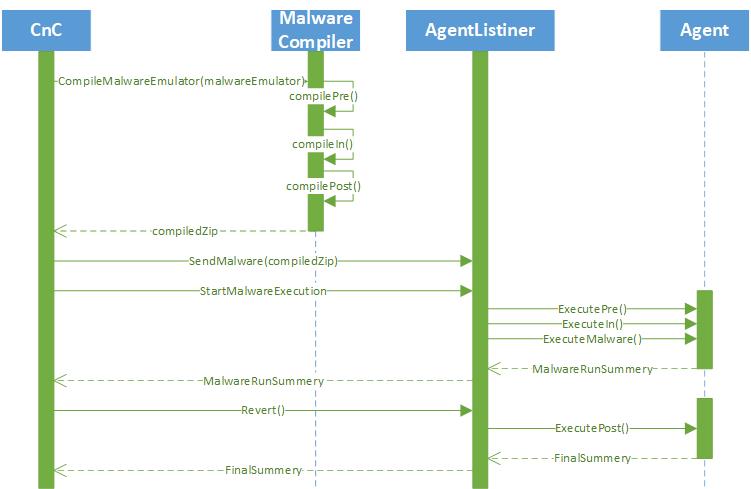 CnC
Malware
Compiler
AgentListiner
Agent
CompileMalwareEmulator(malwareEmulator)
compilePre()
compileIn()
compilePost()
compiledZip
SendMalware(compiledZip)
StartMalwareExecution
ExecutePre()
ExecuteIn()
ExecuteMalware()
MalwareRunSummery
MalwareRunSummery
Revert()
ExecutePost()
FinalSummery
FinalSummery